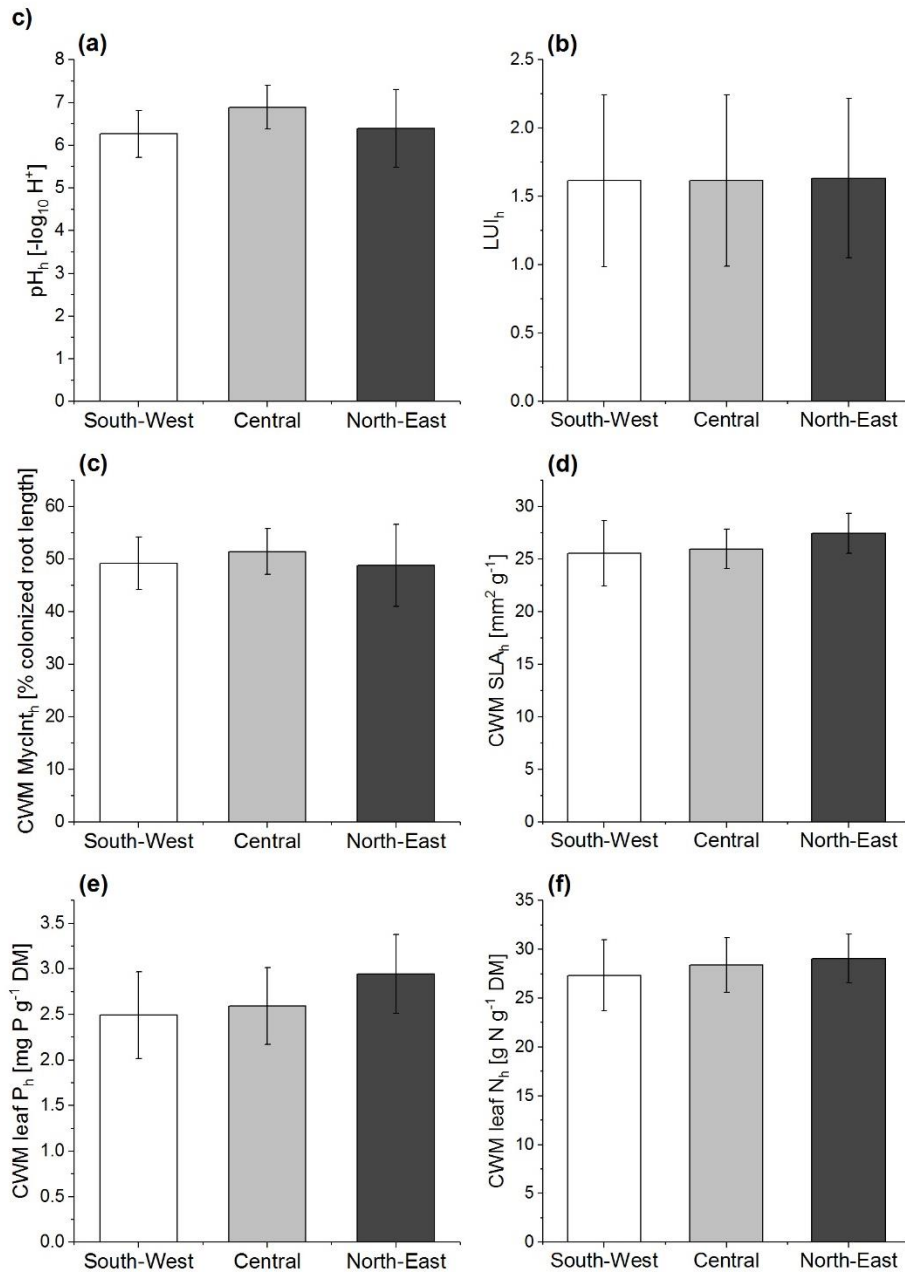 c)
(a)
pHₕ [-log₁₀ H⁺]
8
7
6
5
4
3
2
1
0
South-West Central North-East
(b)
LUIₕ
2.5
2.0
1.5
1.0
0.5
0.0
South-West Central North-East
(c)
CWM MycIntₕ [% colonized root length]
60
50
40
30
20
10
0
South-West Central North-East
(d)
CWM SLAₕ [mm² g⁻¹]
30
25
20
15
10
5
0
South-West Central North-East
(e)
CWM leaf Pₕ [mg P g⁻¹ DM]
3.5
3.0
2.5
2.0
1.5
1.0
0.5
0.0
South-West Central North-East
(f)
CWM leaf Nₕ [g N g⁻¹ DM]
35
30
25
20
15
10
5
0
South-West Central North-East